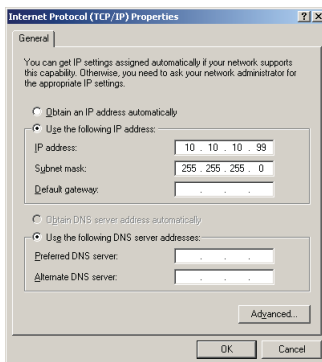 Internet Protocol (TCP/IP) Properties
General
You can get IP settings assigned automatically if your network supports
this capability. Otherwise, you need to ask your network administrator for
the appropriate IP settings.
Obtain an IP address automatically
Use the following IP address:
IP address: 10 . 10 . 10 . 99
Subnet mask: 255 . 255 . 255 . 0
Default gateway: . . .
Obtain DNS server address automatically
Use the following DNS server addresses:
Preferred DNS server: . . .
Alternate DNS server: . . .
Advanced...
OK Cancel